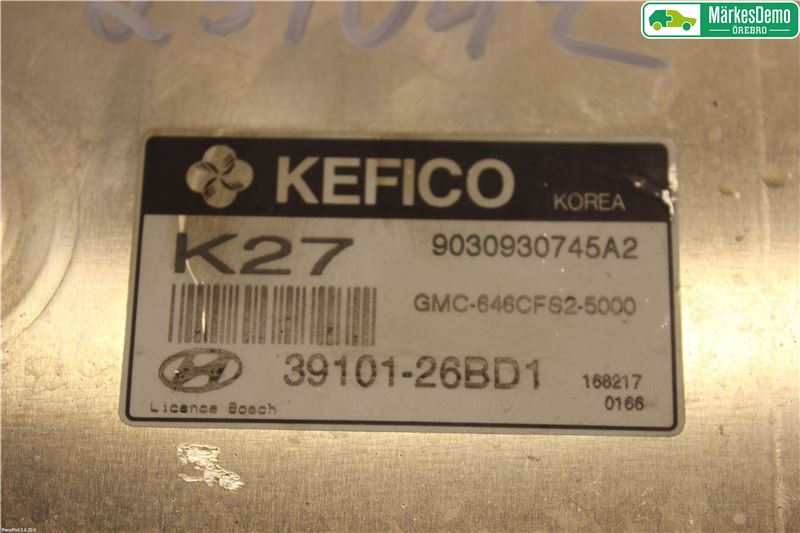 MärkesDemo
ÖREBRO
KEFICO
KOREA
K27
9030930745A2
GMC-646CFS2-5000
39101-26BD1
168217
0166
Licence Bosch